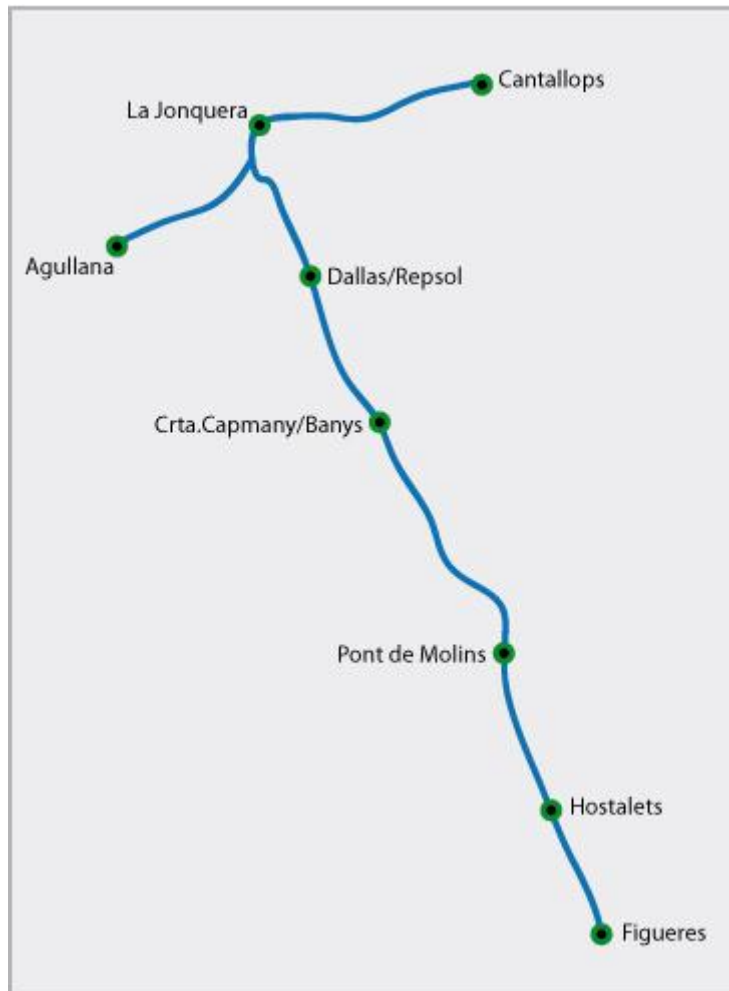 Cantallops
La Jonquera
Agullana
Dallas/Repsol
Crta.Capmany/Banys
Pont de Molins
Hostalets
Figueres